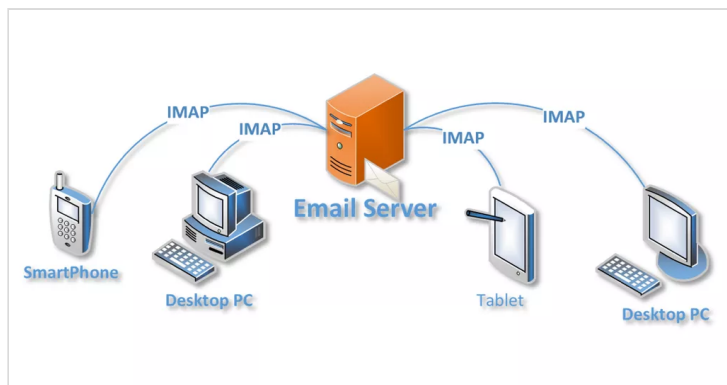 IMAP
IMAP
IMAP
IMAP
Email Server
SmartPhone
Desktop PC
Tablet
Desktop PC